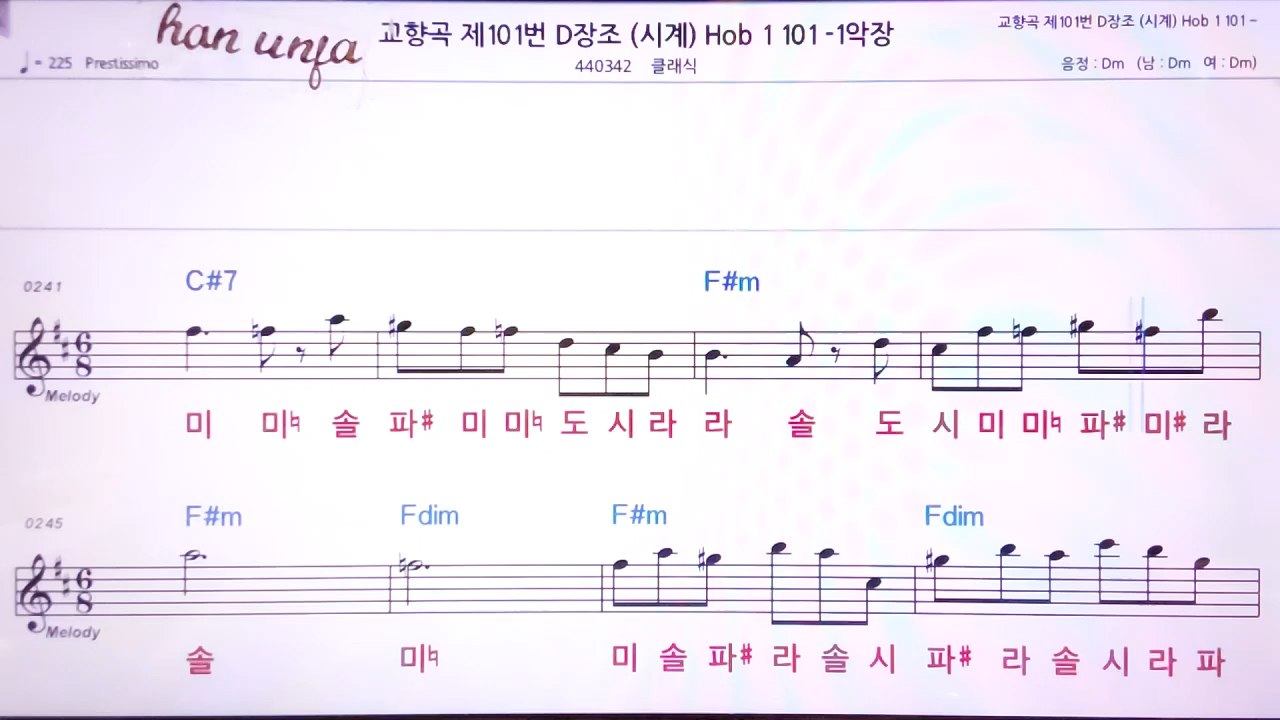 han unja
교향곡 제101번 D장조 (시계) Hob 1 101 -1악장
교향곡 제101번 D장조 (시계) Hob 1 101 -
♩= 225 Prestissimo
440342 클래식
음정 : Dm (남 : Dm 여 : Dm)
C#7 F#m
0241
6 8
Melody
미 미♮ 솔 파# 미 미♮ 도 시 라 라 솔 도 시 미 미♮ 파# 미# 라
F#m Fdim F#m Fdim
0245
6 8
Melody
솔 미♮ 미 솔 파# 라 솔 시 파# 라 솔 시 라 파